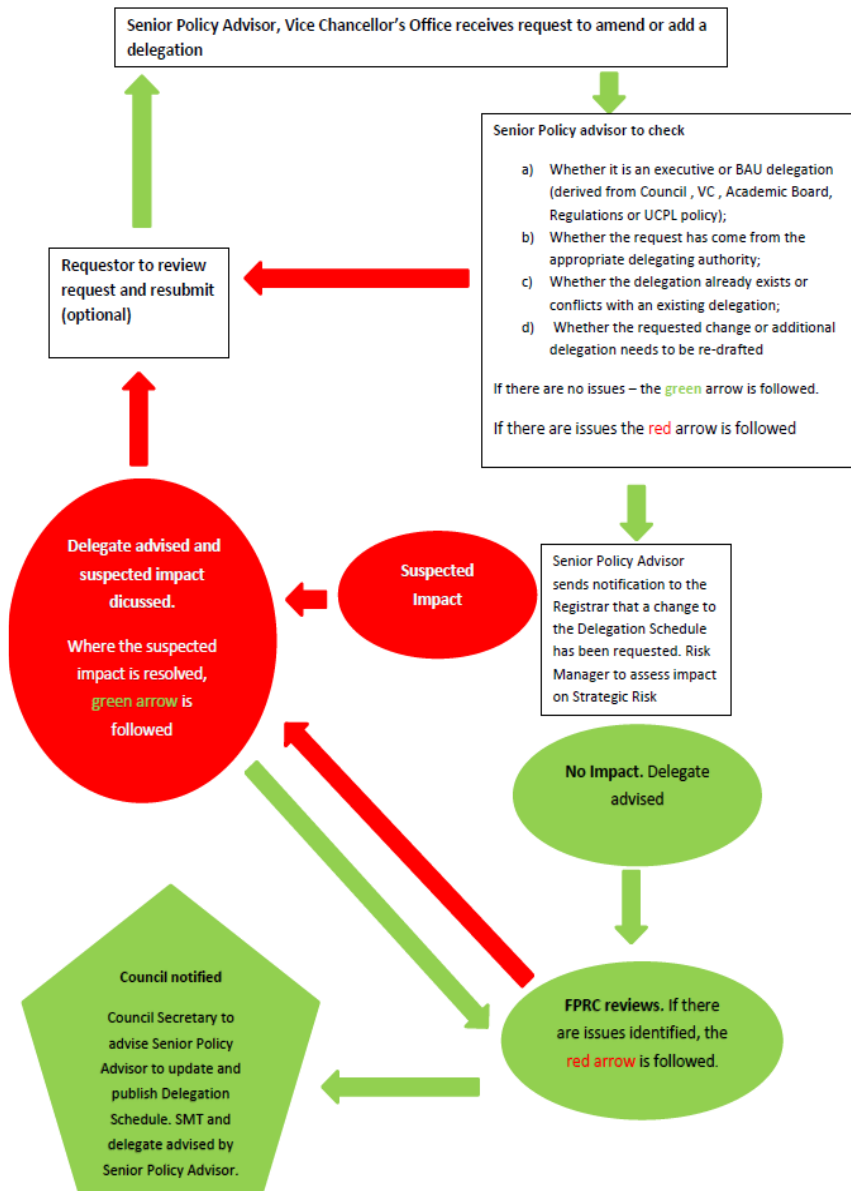 Senior Policy Advisor, Vice Chancellor's Office receives request to amend or add a
delegation
Senior Policy advisor to check
a) Whether it is an executive or BAU delegation
(derived from Council , VC , Academic Board,
Regulations or UCPL policy);
b) Whether the request has come from the
appropriate delegating authority;
c) Whether the delegation already exists or
conflicts with an existing delegation;
d) Whether the requested change or additional
delegation needs to be re-drafted
If there are no issues – the green arrow is followed.
If there are issues the red arrow is followed
Requestor to review
request and resubmit
(optional)
Delegate advised and
suspected impact
dicussed.
Where the suspected
impact is resolved,
green arrow is
followed
Suspected
Impact
Senior Policy Advisor
sends notification to the
Registrar that a change to
the Delegation Schedule
has been requested. Risk
Manager to assess impact
on Strategic Risk
No Impact. Delegate
advised
FPRC reviews. If there
are issues identified, the
red arrow is followed.
Council notified
Council Secretary to
advise Senior Policy
Advisor to update and
publish Delegation
Schedule. SMT and
delegate advised by
Senior Policy Advisor.